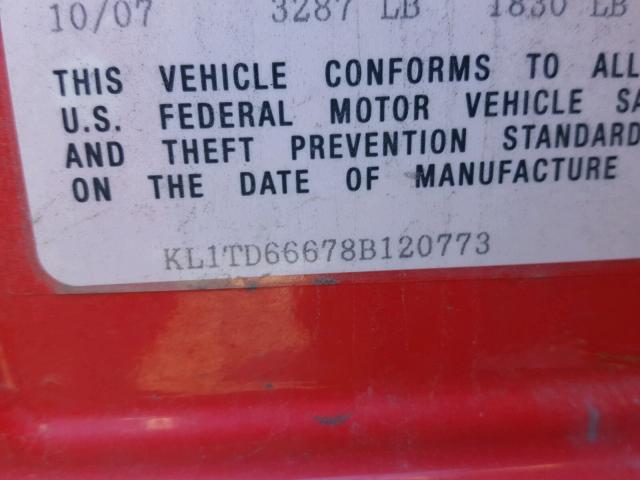 10/07 3287 LB 1830 LB
THIS VEHICLE CONFORMS TO ALL
U.S. FEDERAL MOTOR VEHICLE SA
AND THEFT PREVENTION STANDARD
ON THE DATE OF MANUFACTURE
KL1TD66678B120773